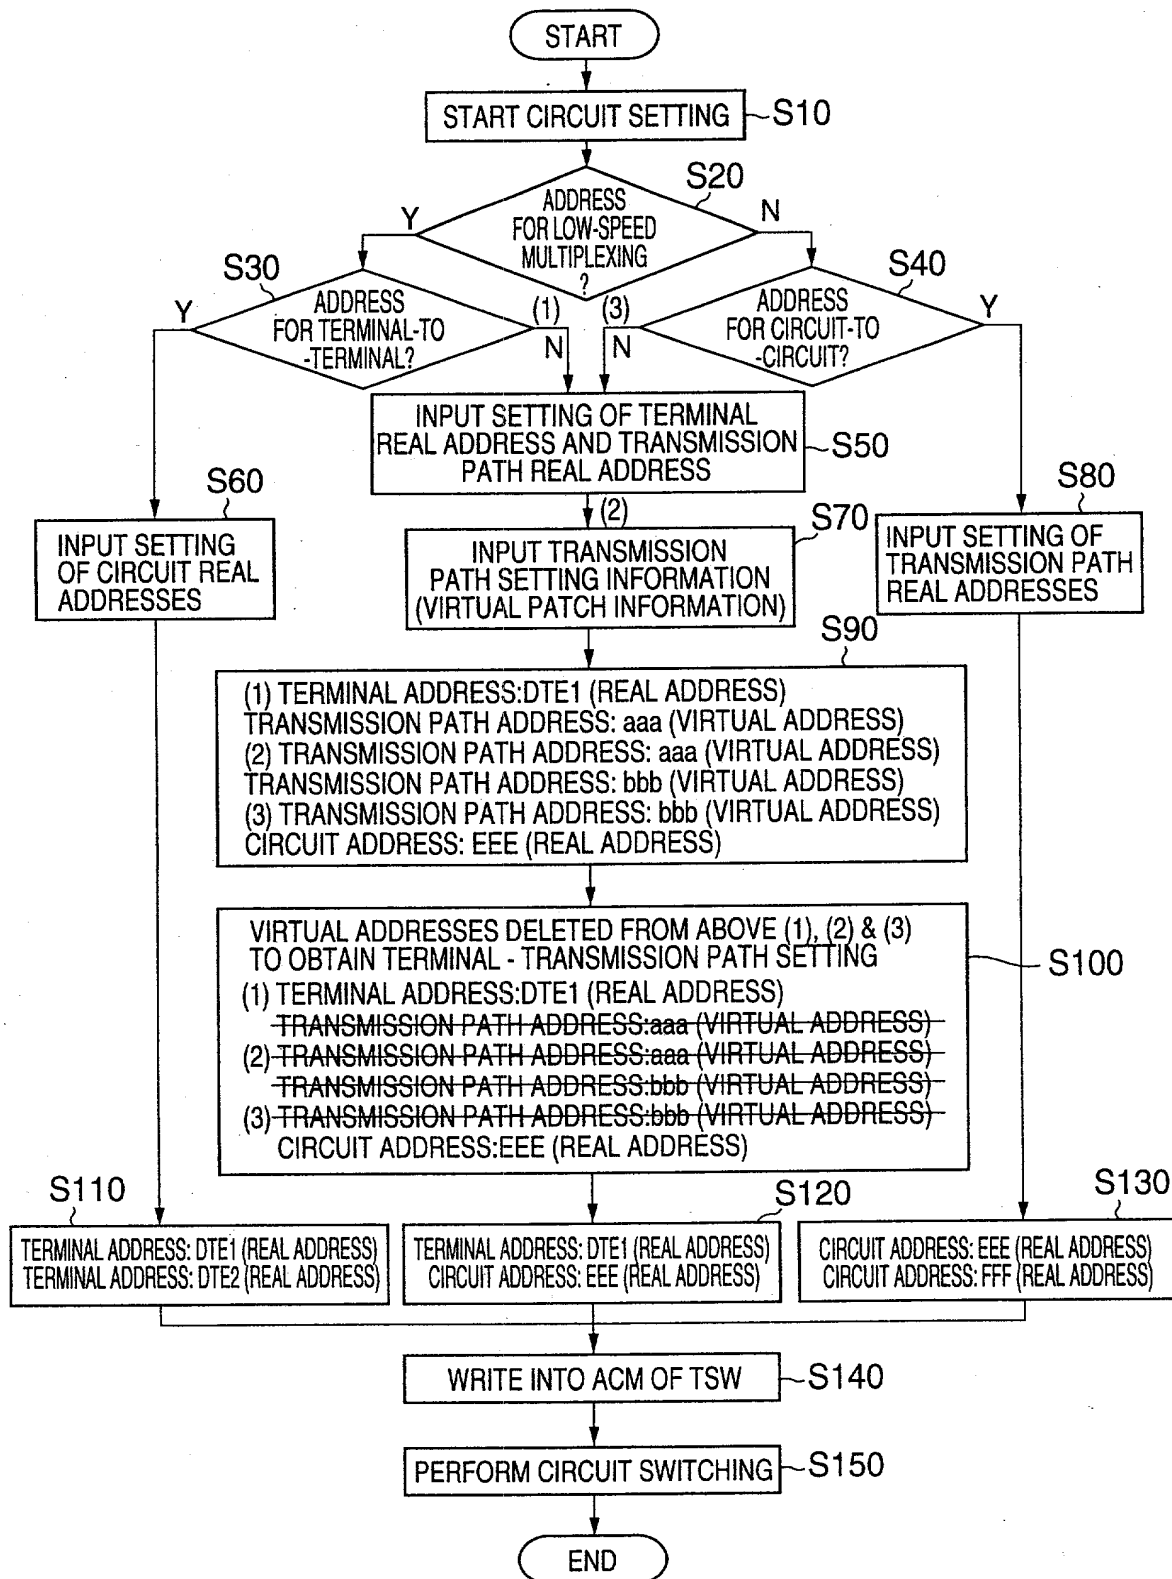 START
START CIRCUIT SETTING
S10
S20
ADDRESS
FOR LOW-SPEED
MULTIPLEXING
?
Y
N
S30
ADDRESS
FOR TERMINAL-TO
-TERMINAL?
Y
(1)
N
S40
ADDRESS
FOR CIRCUIT-TO
-CIRCUIT?
(3)
N
Y
INPUT SETTING OF TERMINAL
REAL ADDRESS AND TRANSMISSION
PATH REAL ADDRESS
S50
S60
INPUT SETTING
OF CIRCUIT REAL
ADDRESSES
(2)
S70
INPUT TRANSMISSION
PATH SETTING INFORMATION
(VIRTUAL PATCH INFORMATION)
S80
INPUT SETTING OF
TRANSMISSION PATH
REAL ADDRESSES
S90
(1) TERMINAL ADDRESS:DTE1 (REAL ADDRESS)
TRANSMISSION PATH ADDRESS: aaa (VIRTUAL ADDRESS)
(2) TRANSMISSION PATH ADDRESS: aaa (VIRTUAL ADDRESS)
TRANSMISSION PATH ADDRESS: bbb (VIRTUAL ADDRESS)
(3) TRANSMISSION PATH ADDRESS: bbb (VIRTUAL ADDRESS)
CIRCUIT ADDRESS: EEE (REAL ADDRESS)
VIRTUAL ADDRESSES DELETED FROM ABOVE (1), (2) & (3)
TO OBTAIN TERMINAL - TRANSMISSION PATH SETTING
S100
(1) TERMINAL ADDRESS:DTE1 (REAL ADDRESS)
TRANSMISSION PATH ADDRESS:aaa (VIRTUAL ADDRESS)
(2) TRANSMISSION PATH ADDRESS:aaa (VIRTUAL ADDRESS)
TRANSMISSION PATH ADDRESS:bbb (VIRTUAL ADDRESS)
(3) TRANSMISSION PATH ADDRESS:bbb (VIRTUAL ADDRESS)
CIRCUIT ADDRESS:EEE (REAL ADDRESS)
S110
TERMINAL ADDRESS: DTE1 (REAL ADDRESS)
TERMINAL ADDRESS: DTE2 (REAL ADDRESS)
S120
TERMINAL ADDRESS: DTE1 (REAL ADDRESS)
CIRCUIT ADDRESS: EEE (REAL ADDRESS)
S130
CIRCUIT ADDRESS: EEE (REAL ADDRESS)
CIRCUIT ADDRESS: FFF (REAL ADDRESS)
WRITE INTO ACM OF TSW
S140
PERFORM CIRCUIT SWITCHING
S150
END